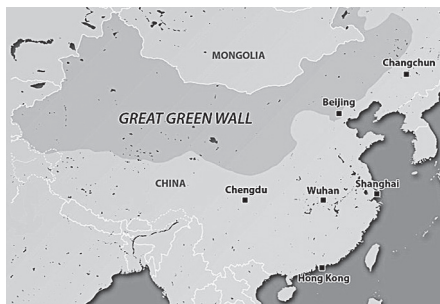 MONGOLIA
Changchun
Beijing
GREAT GREEN WALL
CHINA
Chengdu
Wuhan
Shanghai
Hong Kong